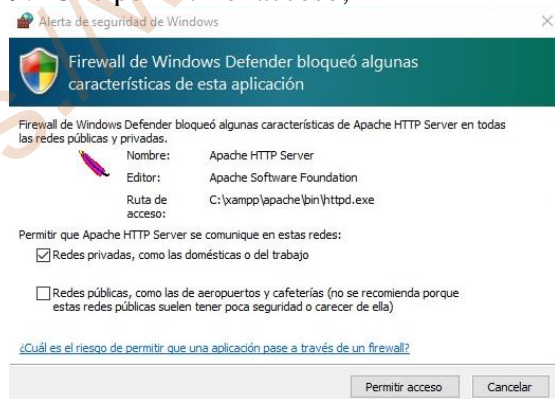 Alerta de seguridad de Windows
Firewall de Windows Defender bloqueó algunas
características de esta aplicación
Firewall de Windows Defender bloqueó algunas características de Apache HTTP Server en todas
las redes públicas y privadas.
Nombre: Apache HTTP Server
Editor: Apache Software Foundation
Ruta de C:\xampp\apache\bin\httpd.exe
acceso:
Permitir que Apache HTTP Server se comunique en estas redes:
Redes privadas, como las domésticas o del trabajo
Redes públicas, como las de aeropuertos y cafeterías (no se recomienda porque
estas redes públicas suelen tener poca seguridad o carecer de ella)
¿Cuál es el riesgo de permitir que una aplicación pase a través de un firewall?
Permitir acceso Cancelar